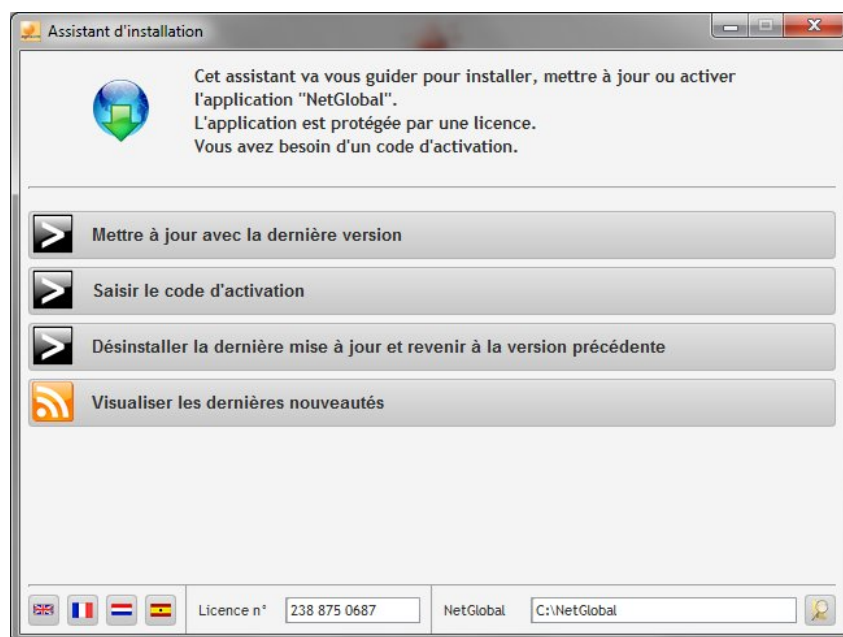 Assistant d'installation
Cet assistant va vous guider pour installer, mettre à jour ou activer
l'application "NetGlobal".
L'application est protégée par une licence.
Vous avez besoin d'un code d'activation.
Mettre à jour avec la dernière version
Saisir le code d'activation
Désinstaller la dernière mise à jour et revenir à la version précédente
Visualiser les dernières nouveautés
Licence n° 238 875 0687 NetGlobal C:\NetGlobal